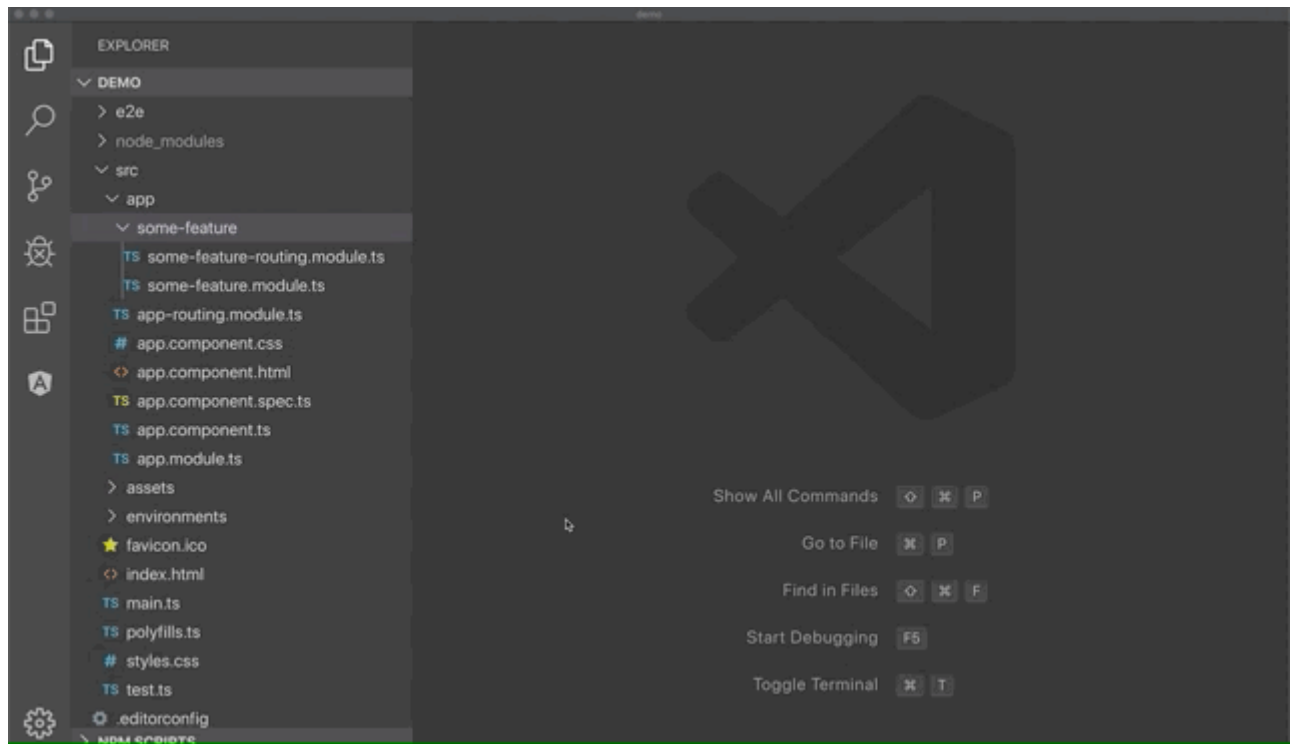 demo
EXPLORER
DEMO
e2e
node_modules
src
app
some-feature
TS some-feature-routing.module.ts
TS some-feature.module.ts
TS app-routing.module.ts
# app.component.css
<> app.component.html
TS app.component.spec.ts
TS app.component.ts
TS app.module.ts
assets
environments
favicon.ico
<> index.html
TS main.ts
TS polyfills.ts
# styles.css
TS test.ts
.editorconfig
NPM SCRIPTS
Show All Commands ⇧ ⌘ P
Go to File ⌘ P
Find in Files ⇧ ⌘ F
Start Debugging F5
Toggle Terminal ⌘ T